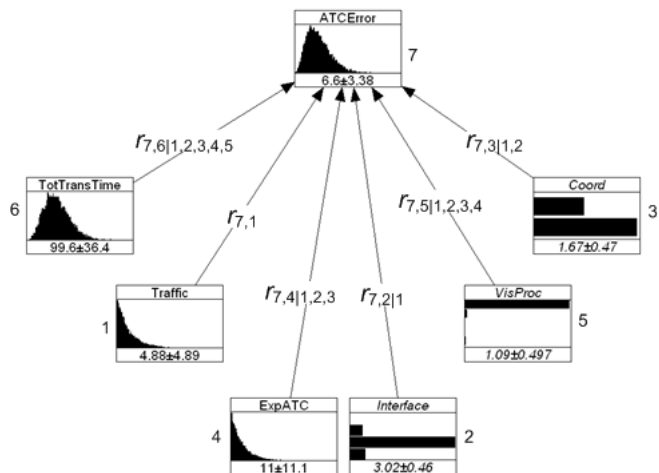 ATCError
7
6.6±3.38
r7,6|1,2,3,4,5
r7,3|1,2
TotTransTime
6
99.6±36.4
Coord
3
1.67±0.47
r7,1
r7,5|1,2,3,4
Traffic
1
4.88±4.89
r7,4|1,2,3
r7,2|1
VisProc
5
1.09±0.497
ExpATC
4
11±11.1
Interface
2
3.02±0.46